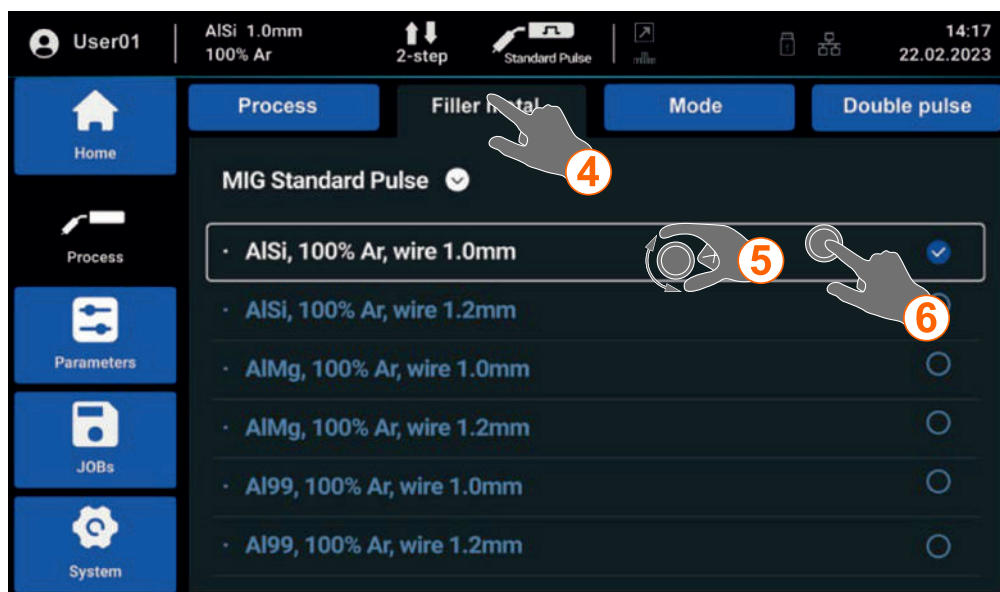 User01
AlSi 1.0mm
100% Ar
2-step
Standard Pulse
14:17
22.02.2023
Process
Filler metal
Mode
Double pulse
Home
Process
Parameters
JOBs
System
MIG Standard Pulse
· AlSi, 100% Ar, wire 1.0mm
· AlSi, 100% Ar, wire 1.2mm
· AlMg, 100% Ar, wire 1.0mm
· AlMg, 100% Ar, wire 1.2mm
· Al99, 100% Ar, wire 1.0mm
· Al99, 100% Ar, wire 1.2mm
4
5
6